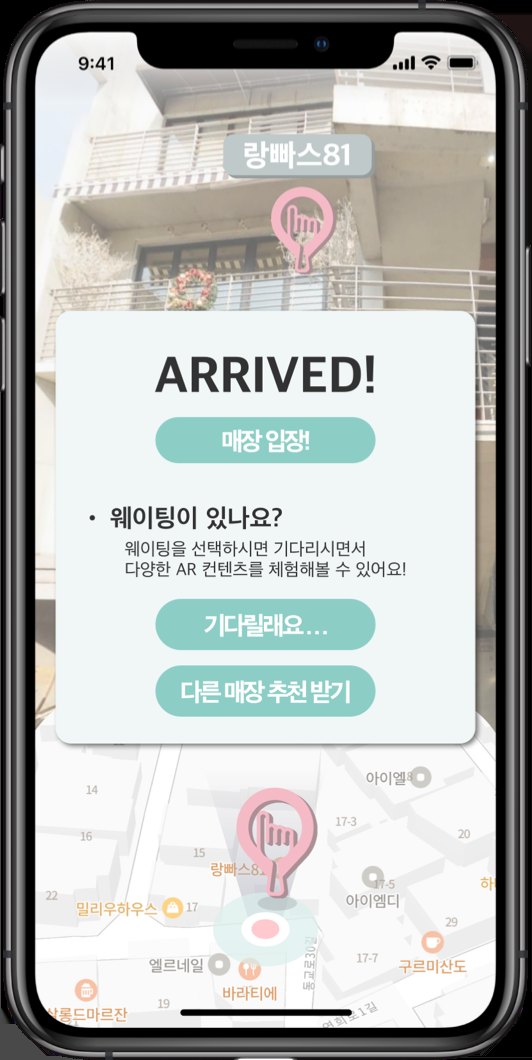 9:41
랑빠스81
ARRIVED!
매장 입장!
• 웨이팅이 있나요?
웨이팅을 선택하시면 기다리시면서
다양한 AR 컨텐츠를 체험해볼 수 있어요!
기다릴래요...
다른 매장 추천 받기
아이엘
14
17-3
16
20
15
랑빠스81
17-5
22
밀리우하우스
17
아이엠디
29
엘르네일
17-7
구르미산도
바라티에
동교로30길
살롱드마르잔
19
연희로1길